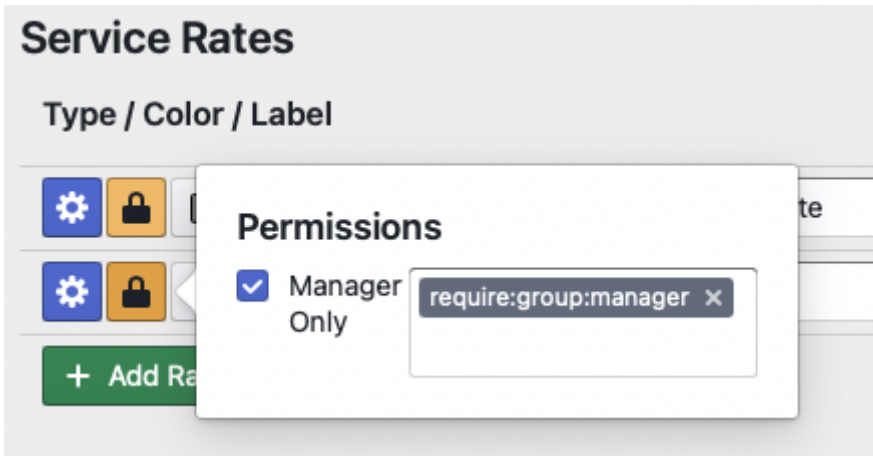 Service Rates
Type / Color / Label
te
Permissions
Manager
Only
require:group:manager ×
+ Add Ra